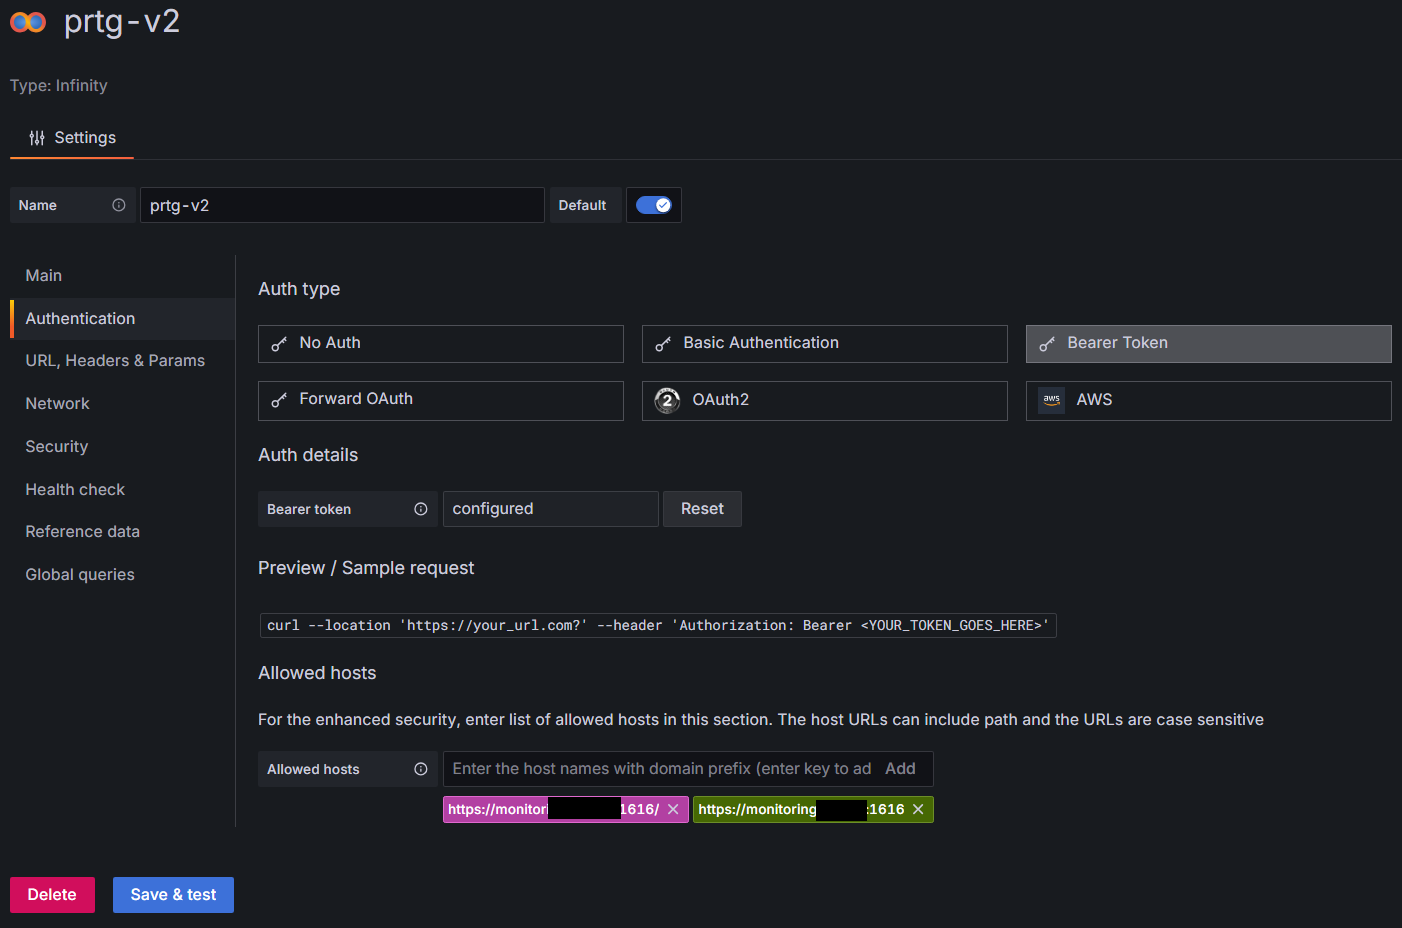 prtg-v2
Type: Infinity
Settings
Name
prtg-v2
Default
Main
Authentication
URL, Headers & Params
Network
Security
Health check
Reference data
Global queries
Auth type
No Auth
Basic Authentication
Bearer Token
Forward OAuth
2 OAuth2
aws AWS
Auth details
Bearer token
configured
Reset
Preview / Sample request
curl --location 'https://your_url.com?' --header 'Authorization: Bearer <YOUR_TOKEN_GOES_HERE>'
Allowed hosts
For the enhanced security, enter list of allowed hosts in this section. The host URLs can include path and the URLs are case sensitive
Allowed hosts
Enter the host names with domain prefix (enter key to ad
Add
https://monitori 1616/
https://monitoring :1616
Delete
Save & test